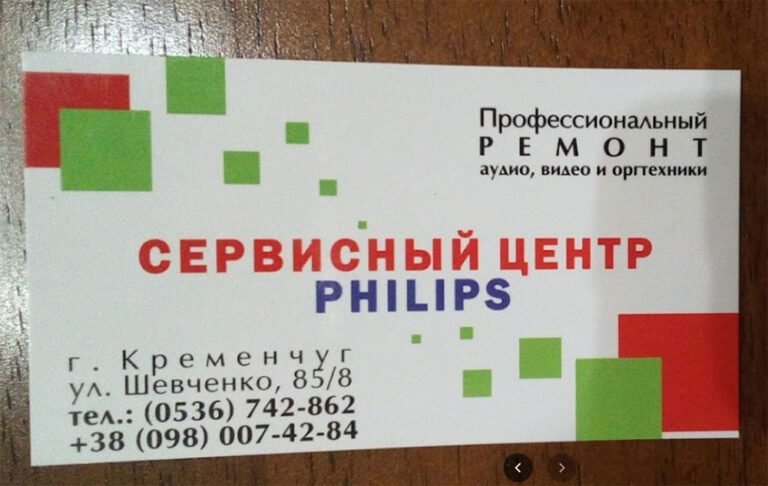 Профессиональный
РЕМОНТ
аудио, видео и оргтехники
СЕРВИСНЫЙ ЦЕНТР
PHILIPS
г. Кременчуг
ул. Шевченко, 85/8
тел.: (0536) 742-862
+38 (098) 007-42-84